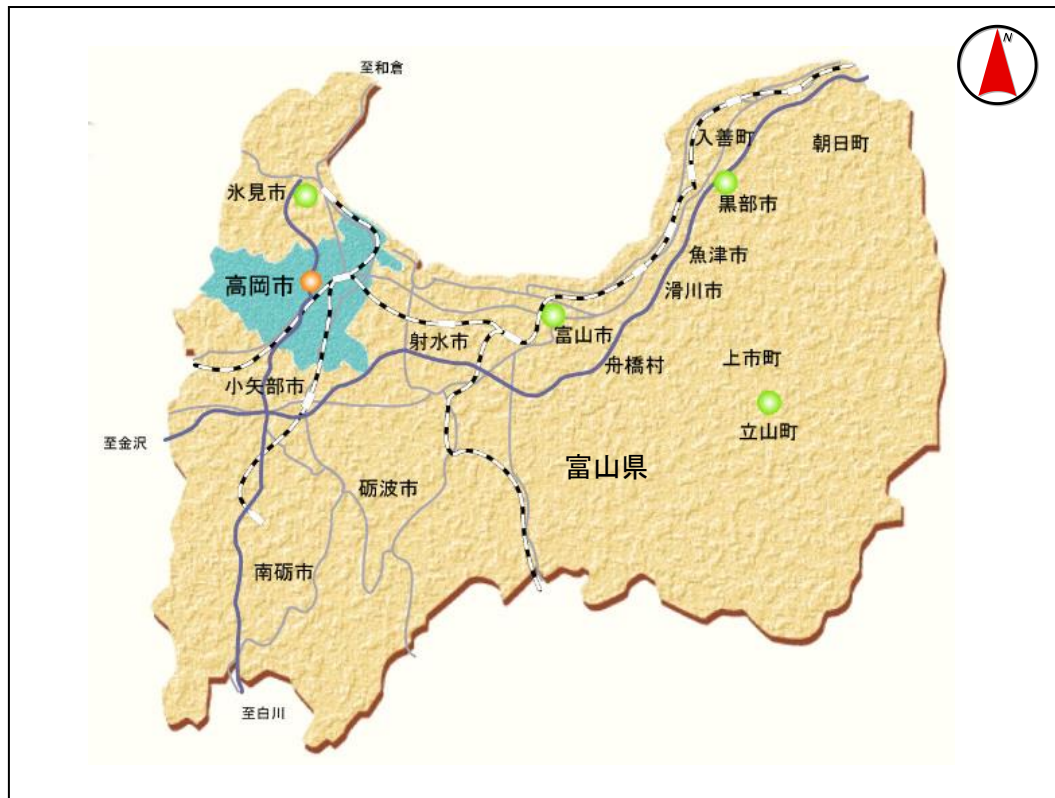 N
至和倉
入善町
朝日町
氷見市
黒部市
魚津市
高岡市
滑川市
射水市
富山市
舟橋村
上市町
小矢部市
立山町
至金沢
富山県
砺波市
南砺市
至白川